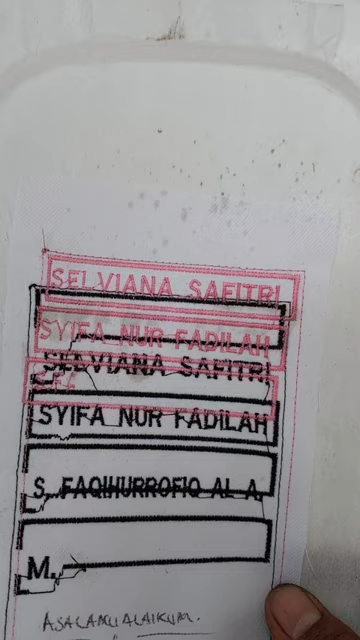 SELVIANA SAFITRI
SYIFA NUR FADILAH
SELVIANA SAFITRI
SYIFA NUR FADILAH
S. FAQIHURROFIQ AL A.
M.
ASALAMUALAIKUM.